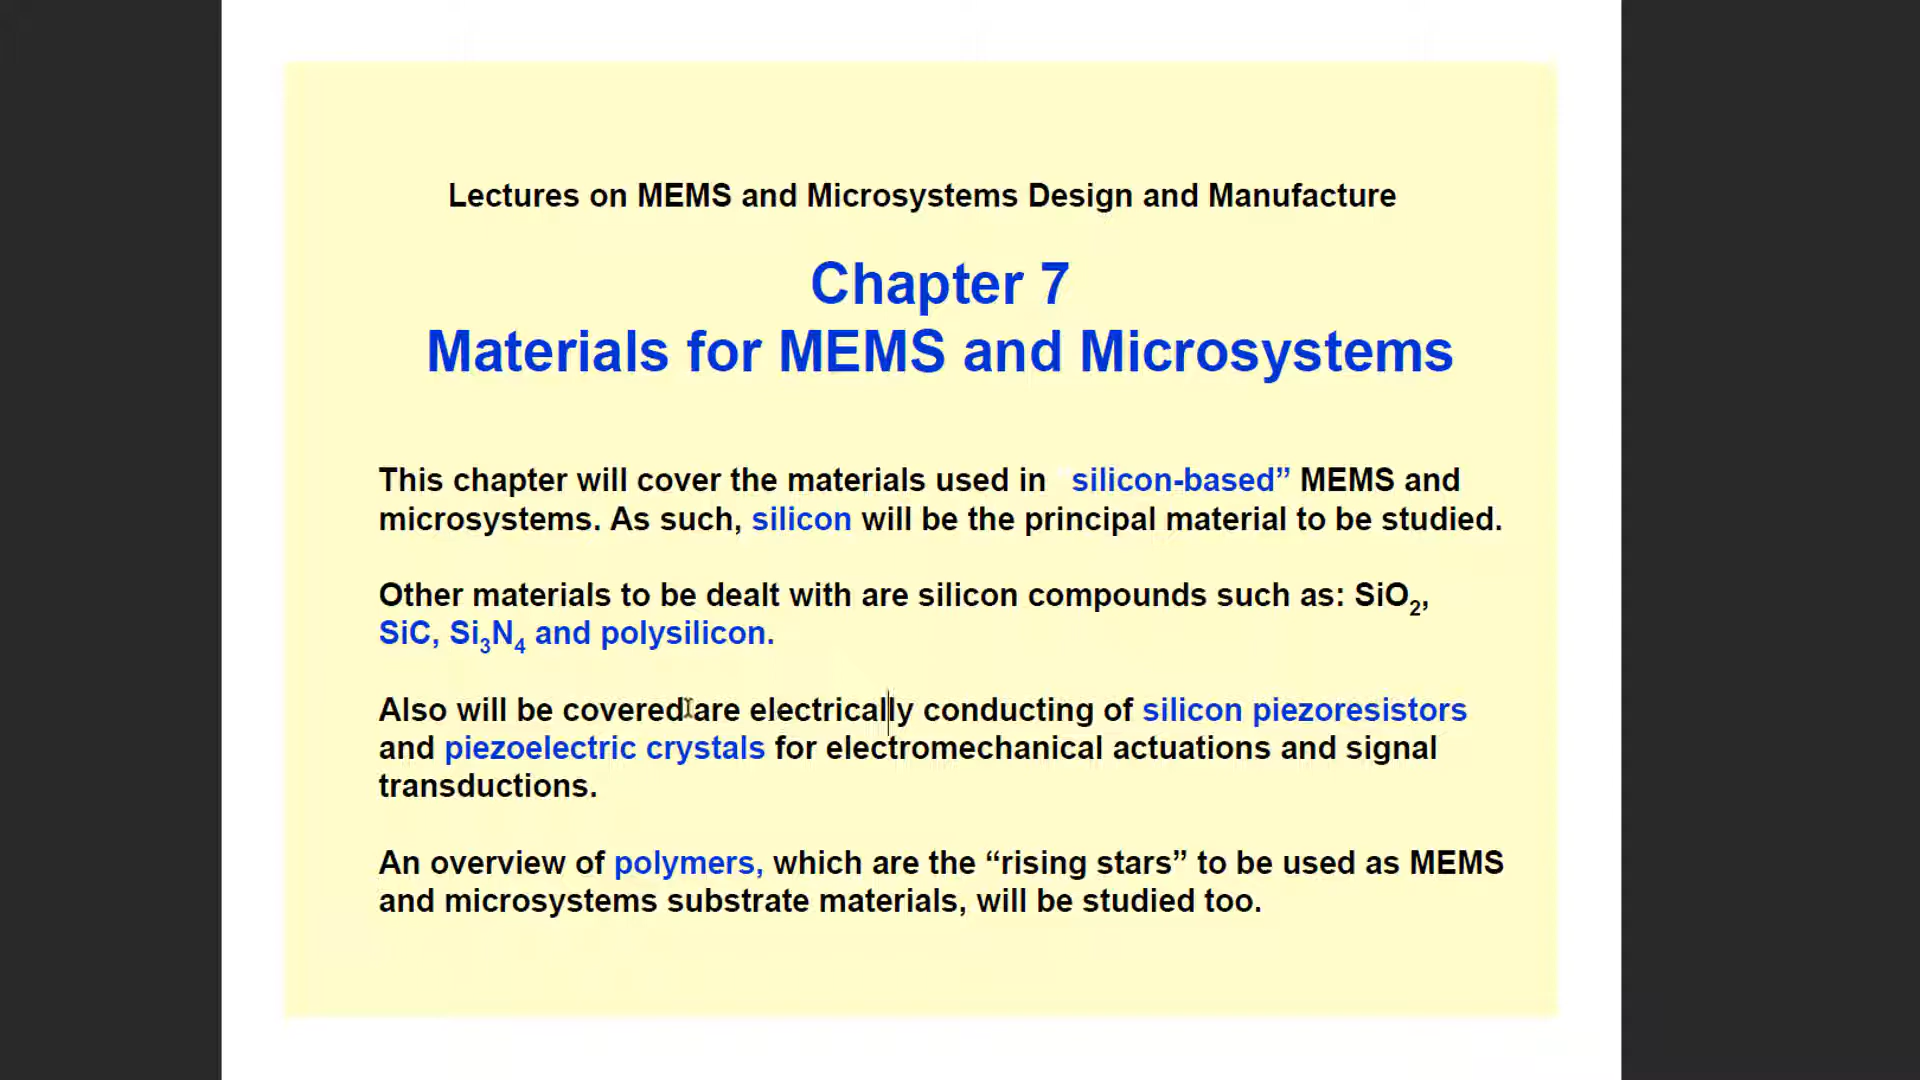 Lectures on MEMS and Microsystems Design and Manufacture
Chapter 7
Materials for MEMS and Microsystems
This chapter will cover the materials used in “silicon-based” MEMS and
microsystems. As such, silicon will be the principal material to be studied.
Other materials to be dealt with are silicon compounds such as: SiO₂,
SiC, Si₃N₄ and polysilicon.
Also will be covered are electrically conducting of silicon piezoresistors
and piezoelectric crystals for electromechanical actuations and signal
transductions.
An overview of polymers, which are the “rising stars” to be used as MEMS
and microsystems substrate materials, will be studied too.